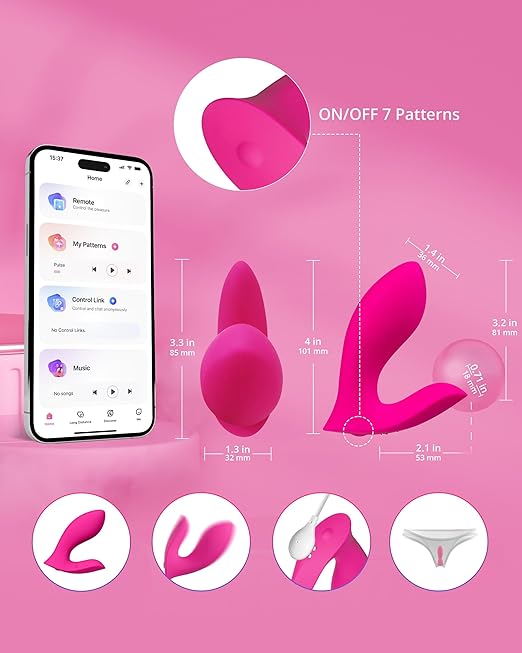 ON/OFF 7 Patterns
15:37
Home
Remote
Control the pleasure
My Patterns
Pulse
Control Link
Control and chat anonymously
No Control Links.
Music
No songs
Home
Long Distance
Discover
Me
3.3 in
85 mm
1.3 in
32 mm
4 in
101 mm
1.4 in
36 mm
3.2 in
81 mm
0.71 in
18 mm
2.1 in
53 mm